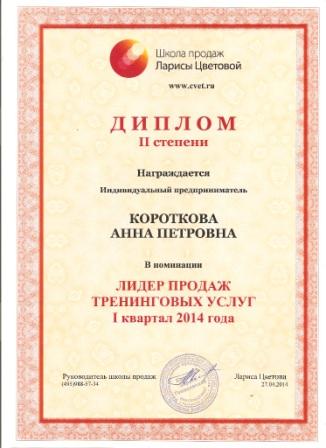 Школа продаж
Ларисы Цветовой
www.cvet.ru
ДИПЛОМ
II степени
Награждается
Индивидуальный предприниматель
КОРОТКОВА
АННА ПЕТРОВНА
В номинации
ЛИДЕР ПРОДАЖ
ТРЕНИНГОВЫХ УСЛУГ
I квартал 2014 года
Руководитель школы продаж Лариса Цветова
(495)988-57-34 27.04.2014